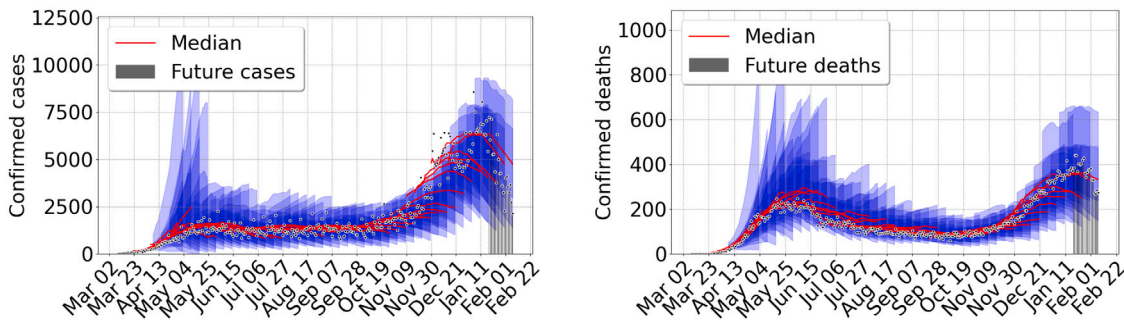 Confirmed cases
12500
10000
7500
5000
2500
0
Median
Future cases
Mar 02
Mar 23
Apr 13
May 04
May 25
Jun 15
Jul 06
Jul 27
Aug 17
Sep 07
Sep 28
Oct 19
Nov 09
Nov 30
Dec 21
Jan 11
Feb 01
Feb 22
Confirmed deaths
1000
800
600
400
200
0
Median
Future deaths
Mar 02
Mar 23
Apr 13
May 04
May 25
Jun 15
Jul 06
Jul 27
Aug 17
Sep 07
Sep 28
Oct 19
Nov 09
Nov 30
Dec 21
Jan 11
Feb 01
Feb 22